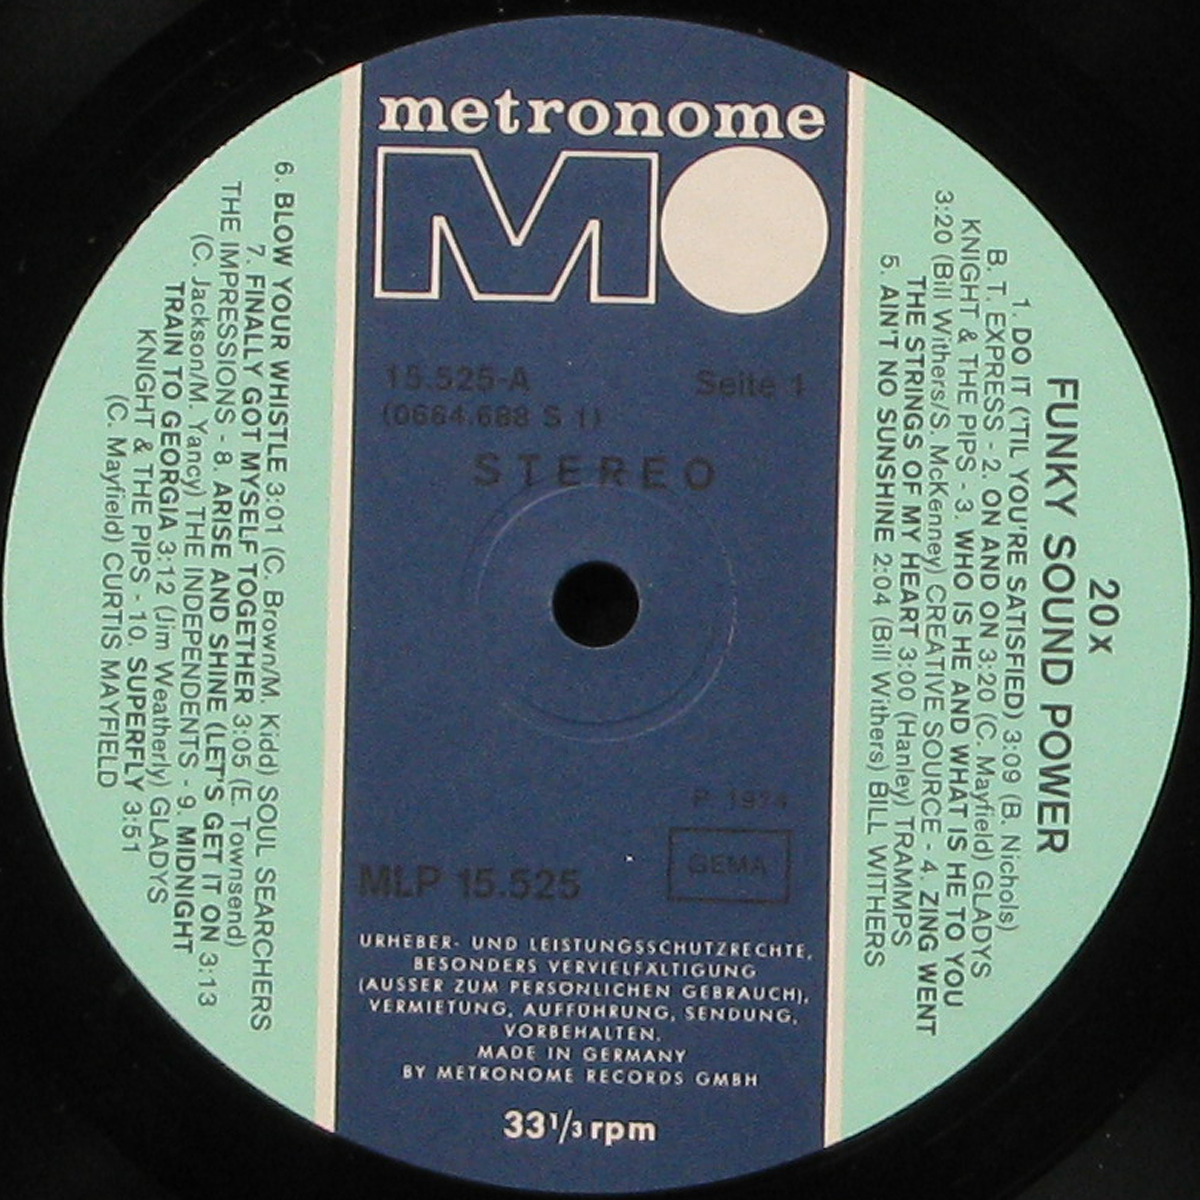 metronome
15.525-A
Seite 1
(0664.688 S 1)
STEREO
P 1974
GEMA
MLP 15.525
URHEBER- UND LEISTUNGSSCHUTZRECHTE,
BESONDERS VERVIELFÄLTIGUNG
(AUSSER ZUM PERSÖNLICHEN GEBRAUCH),
VERMIETUNG, AUFFÜHRUNG, SENDUNG,
VORBEHALTEN.
MADE IN GERMANY
BY METRONOME RECORDS GMBH
33 1/3 rpm
20x
FUNKY SOUND POWER
1. DO IT ('TIL YOU'RE SATISFIED) 3:09 (B. Nichols)
B. T. EXPRESS - 2. ON AND ON 3:20 (C. Mayfield) GLADYS
KNIGHT & THE PIPS - 3. WHO IS HE AND WHAT IS HE TO YOU
3:20 (Bill Withers/S. McKenney) CREATIVE SOURCE - 4. ZING WENT
THE STRINGS OF MY HEART 3:00 (Hanley) TRAMMPS
5. AIN'T NO SUNSHINE 2:04 (Bill Withers) BILL WITHERS
6. BLOW YOUR WHISTLE 3:01 (C. Brown/M. Kidd) SOUL SEARCHERS
7. FINALLY GOT MYSELF TOGETHER 3:05 (E. Townsend)
THE IMPRESSIONS - 8. ARISE AND SHINE (LET'S GET IT ON 3:13
(C. Jackson/M. Yancy) THE INDEPENDENTS - 9. MIDNIGHT
TRAIN TO GEORGIA 3:12 (Jim Weatherly) GLADYS
KNIGHT & THE PIPS - 10. SUPERFLY 3:51
(C. Mayfield) CURTIS MAYFIELD